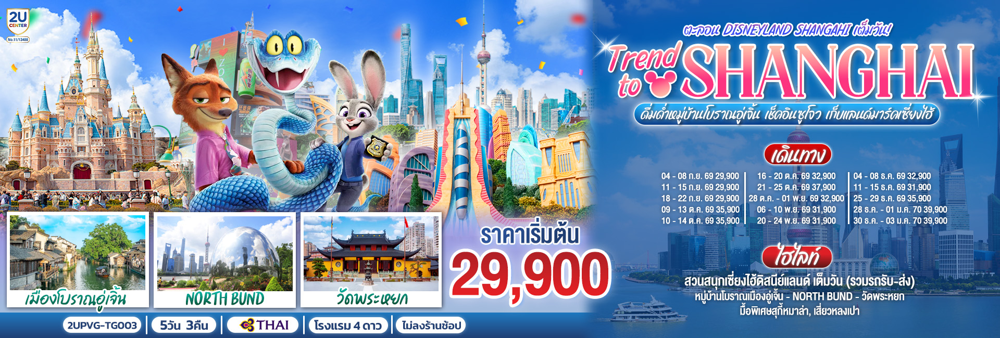 2U
CENTER
No.11/13488
I
ZO
ตะลอน DISNEYLAND SHANGAHI เต็มวัน!
Trend
to SHANGHAI
ดื่มด่ำหมู่บ้านโบราณอู่เจิ้น เช็คอินซูโจว เก็บแลนด์มาร์คเซี่ยงไฮ้
เดินทาง
04 - 08 ก.ย. 69 29,900
11 - 15 ก.ย. 69 29,900
18 - 22 ก.ย. 69 29,900
09 - 13 ต.ค. 69 35,900
10 - 14 ต.ค. 69 35,900
16 - 20 ต.ค. 69 32,900
21 - 25 ต.ค. 69 37,900
28 ต.ค. - 01 พ.ย. 69 32,900
06 - 10 พ.ย. 69 31,900
20 - 24 พ.ย. 69 31,900
04 - 08 ธ.ค. 69 32,900
11 - 15 ธ.ค. 69 31,900
25 - 29 ธ.ค. 69 35,900
28 ธ.ค. - 01 ม.ค. 70 39,900
30 ธ.ค. - 03 ม.ค. 70 39,900
ไฮไลท์
สวนสนุกเซี่ยงไฮ้ดิสนีย์แลนด์ เต็มวัน (รวมรถรับ-ส่ง)
หมู่บ้านโบราณเมืองอู่เจิ้น - NORTH BUND - วัดพระหยก
มื้อพิเศษสุกี้หมาล่า, เสี่ยวหลงเปา
ราคาเริ่มต้น
29,900
เมืองโบราณอู่เจิ้น
NORTH BUND
วัดพระหยก
2UPVG-TG003
5วัน 3คืน
THAI
โรงแรม 4 ดาว
ไม่ลงร้านช้อป